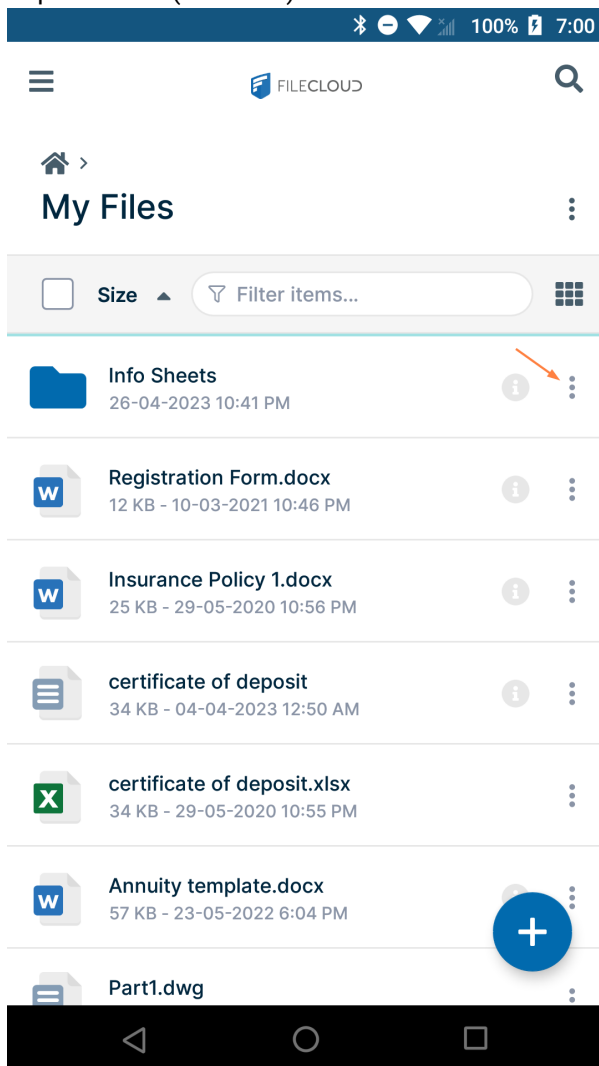 100% 7:00
FILECLOUD
My Files
Size Filter items...
Info Sheets
26-04-2023 10:41 PM
W
Registration Form.docx
12 KB - 10-03-2021 10:46 PM
W
Insurance Policy 1.docx
25 KB - 29-05-2020 10:56 PM
certificate of deposit
34 KB - 04-04-2023 12:50 AM
X
certificate of deposit.xlsx
34 KB - 29-05-2020 10:55 PM
W
Annuity template.docx
57 KB - 23-05-2022 6:04 PM
Part1.dwg